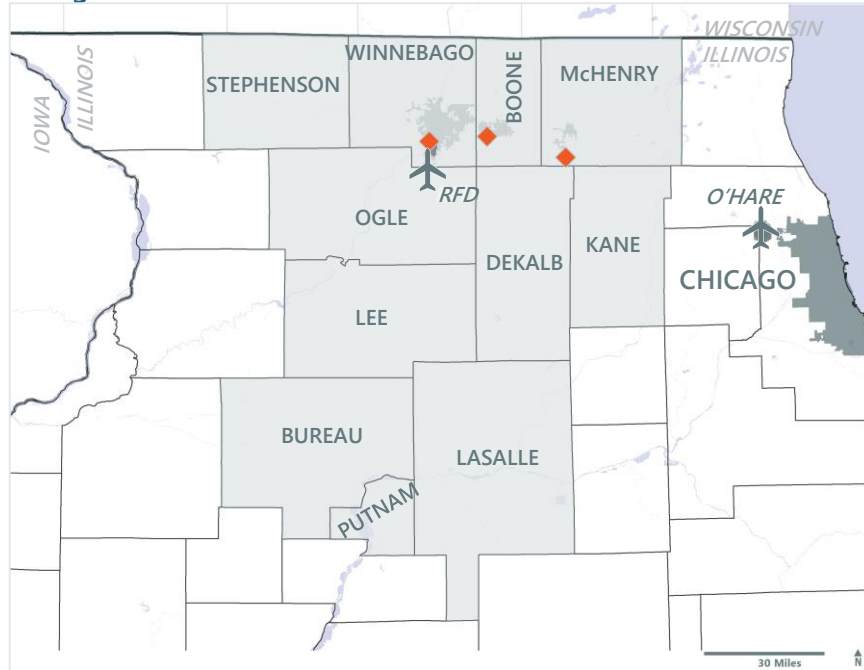 WISCONSIN
ILLINOIS
IOWA
ILLINOIS
WINNEBAGO
STEPHENSON
BOONE
McHENRY
RFD
O'HARE
OGLE
DEKALB
KANE
CHICAGO
LEE
BUREAU
LASALLE
PUTNAM
30 Miles
N